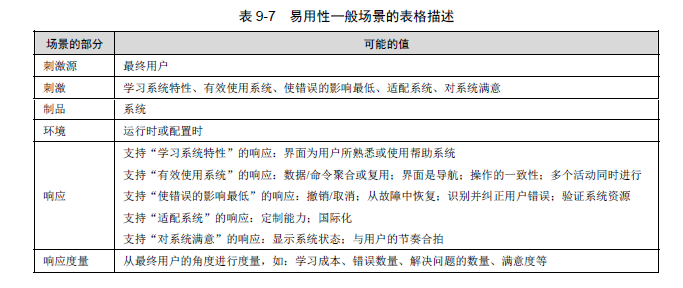 表 9-7 易用性一般场景的表格描述
场景的部分 可能的值
刺激源 最终用户
刺激 学习系统特性、有效使用系统、使错误的影响最低、适配系统、对系统满意
制品 系统
环境 运行时或配置时
支持“学习系统特性”的响应：界面为用户所熟悉或使用帮助系统
支持“有效使用系统”的响应：数据/命令聚合或复用；界面是导航；操作的一致性；多个活动同时进行
响应 支持“使错误的影响最低”的响应：撤销/取消；从故障中恢复；识别并纠正用户错误；验证系统资源
支持“适配系统”的响应：定制能力；国际化
支持“对系统满意”的响应：显示系统状态；与用户的节奏合拍
响应度量 从最终用户的角度进行度量，如：学习成本、错误数量、解决问题的数量、满意度等